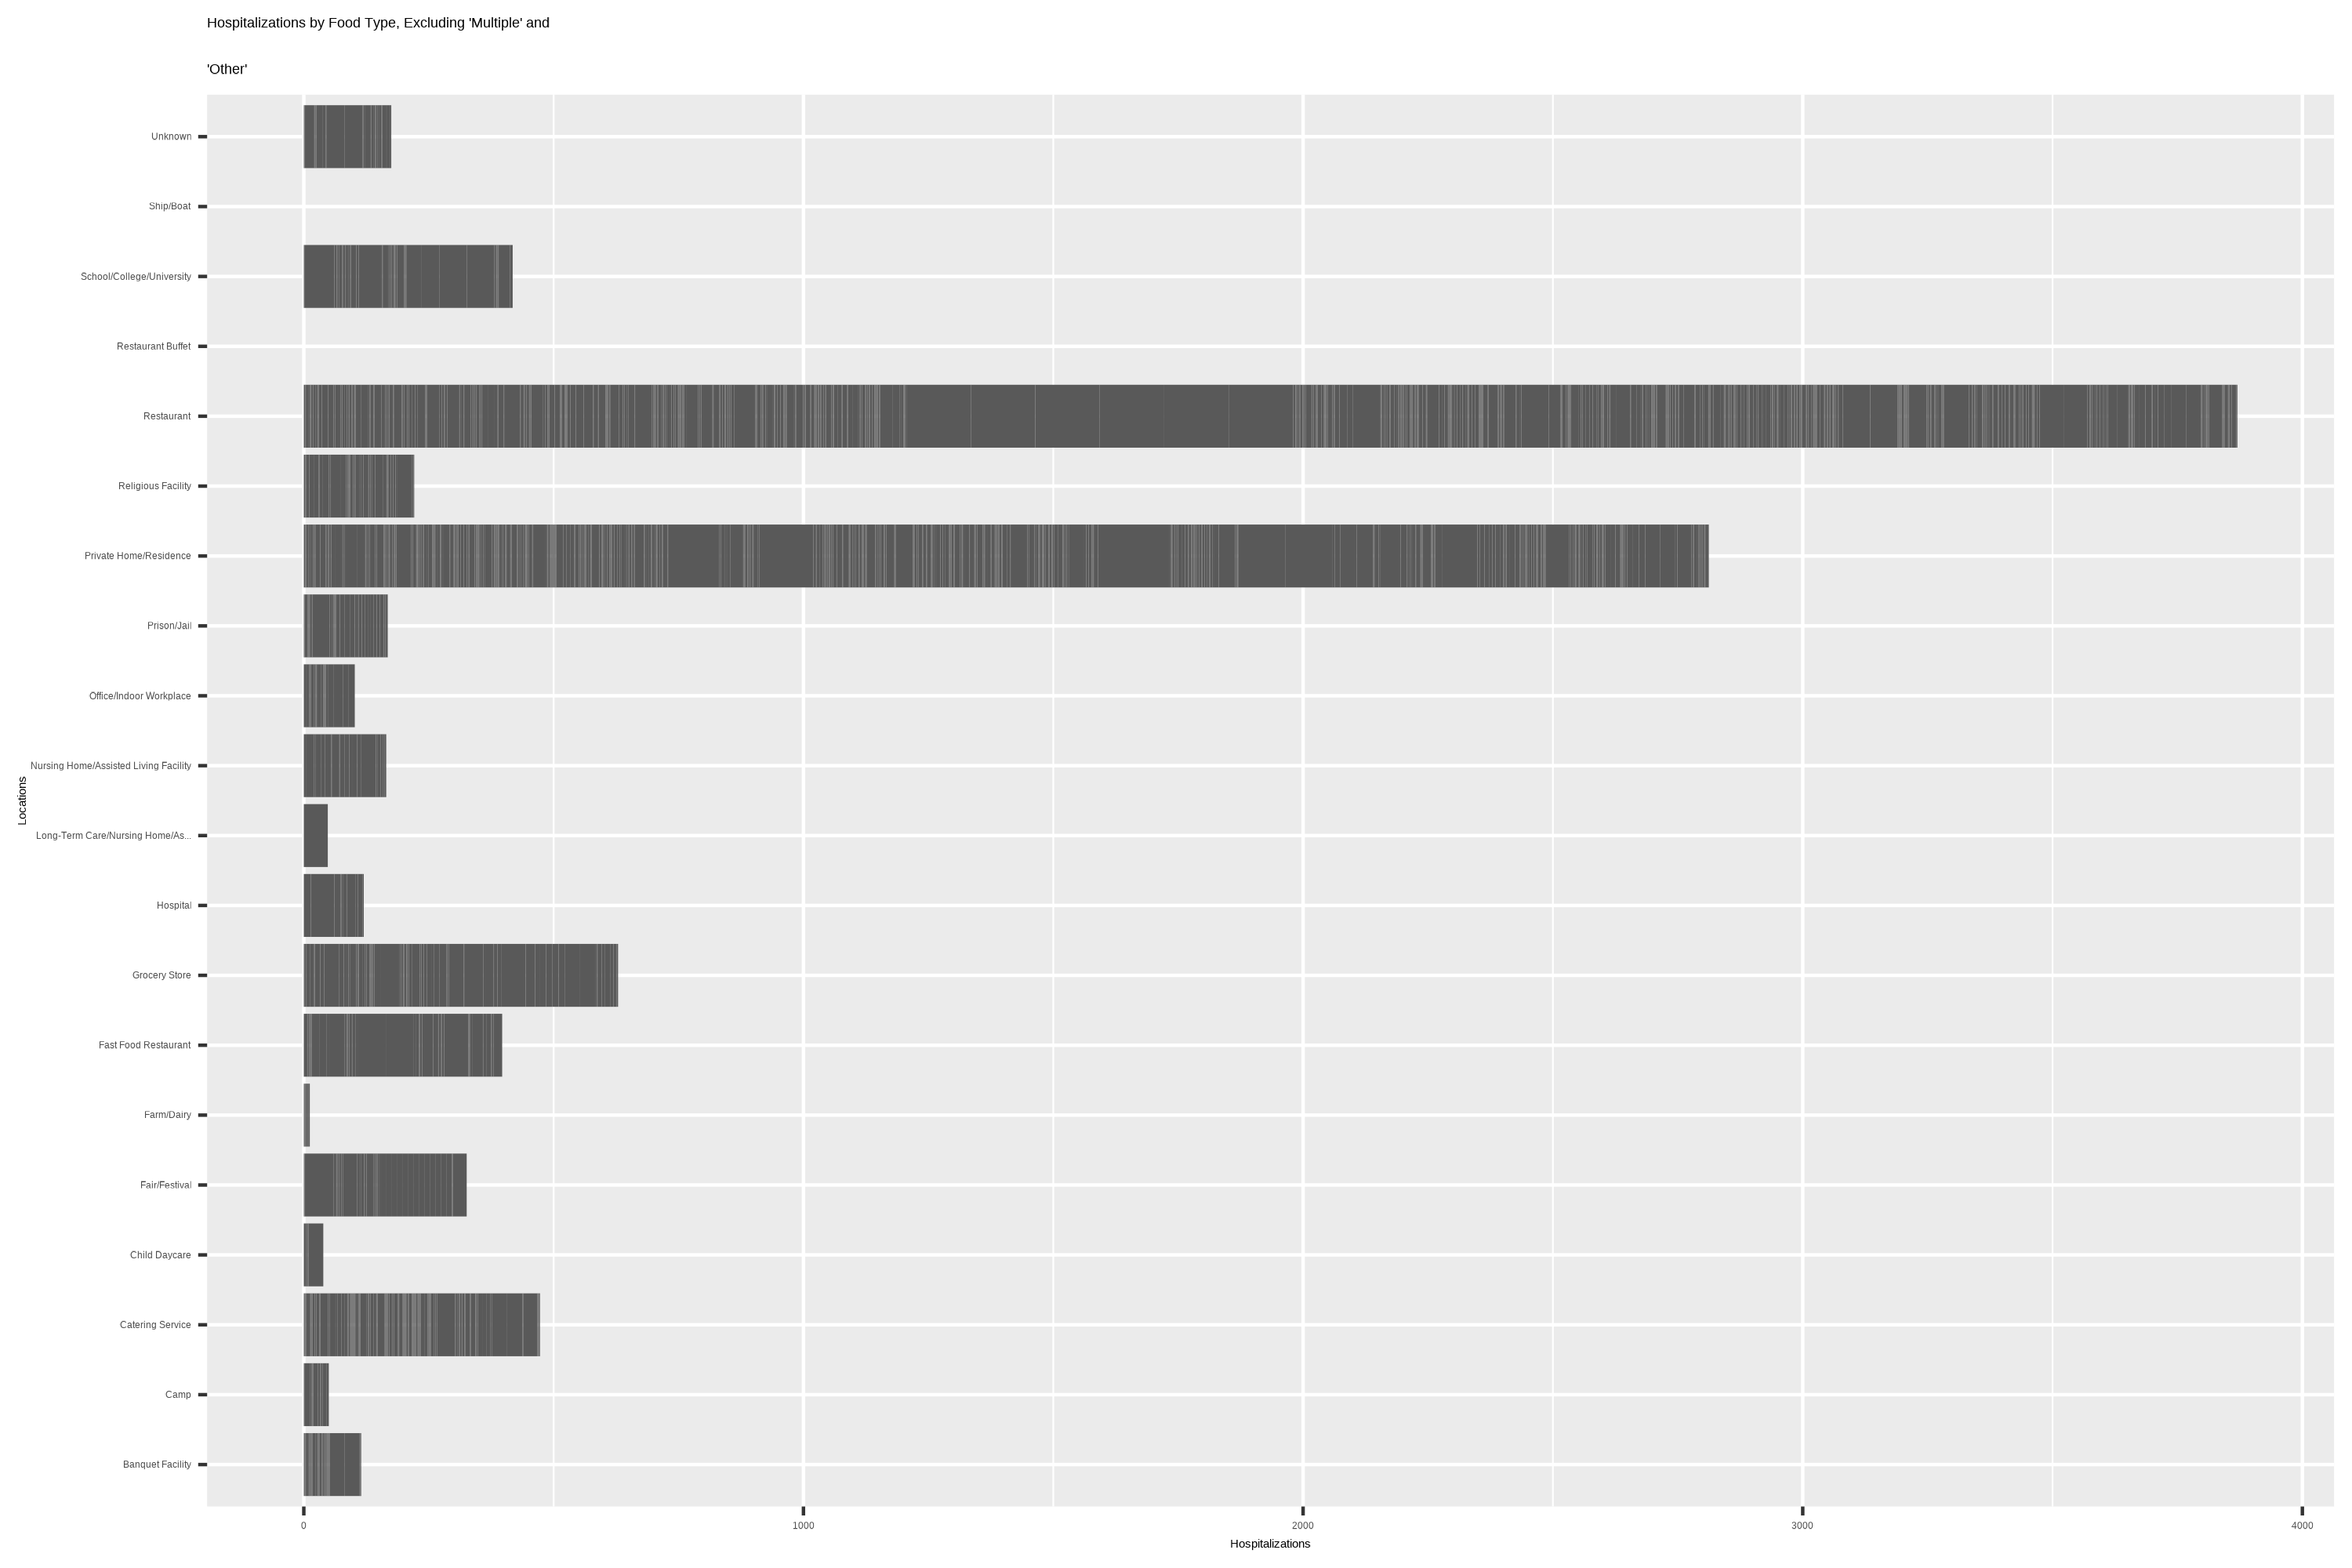 Hospitalizations by Food Type, Excluding 'Multiple' and
'Other'
Unknown
Ship/Boat
School/College/University
Restaurant Buffet
Restaurant
Religious Facility
Private Home/Residence
Prison/Jail
Office/Indoor Workplace
Nursing Home/Assisted Living Facility
Long-Term Care/Nursing Home/As...
Hospital
Grocery Store
Fast Food Restaurant
Farm/Dairy
Fair/Festival
Child Daycare
Catering Service
Camp
Banquet Facility
Locations
0 1000 2000 3000 4000
Hospitalizations